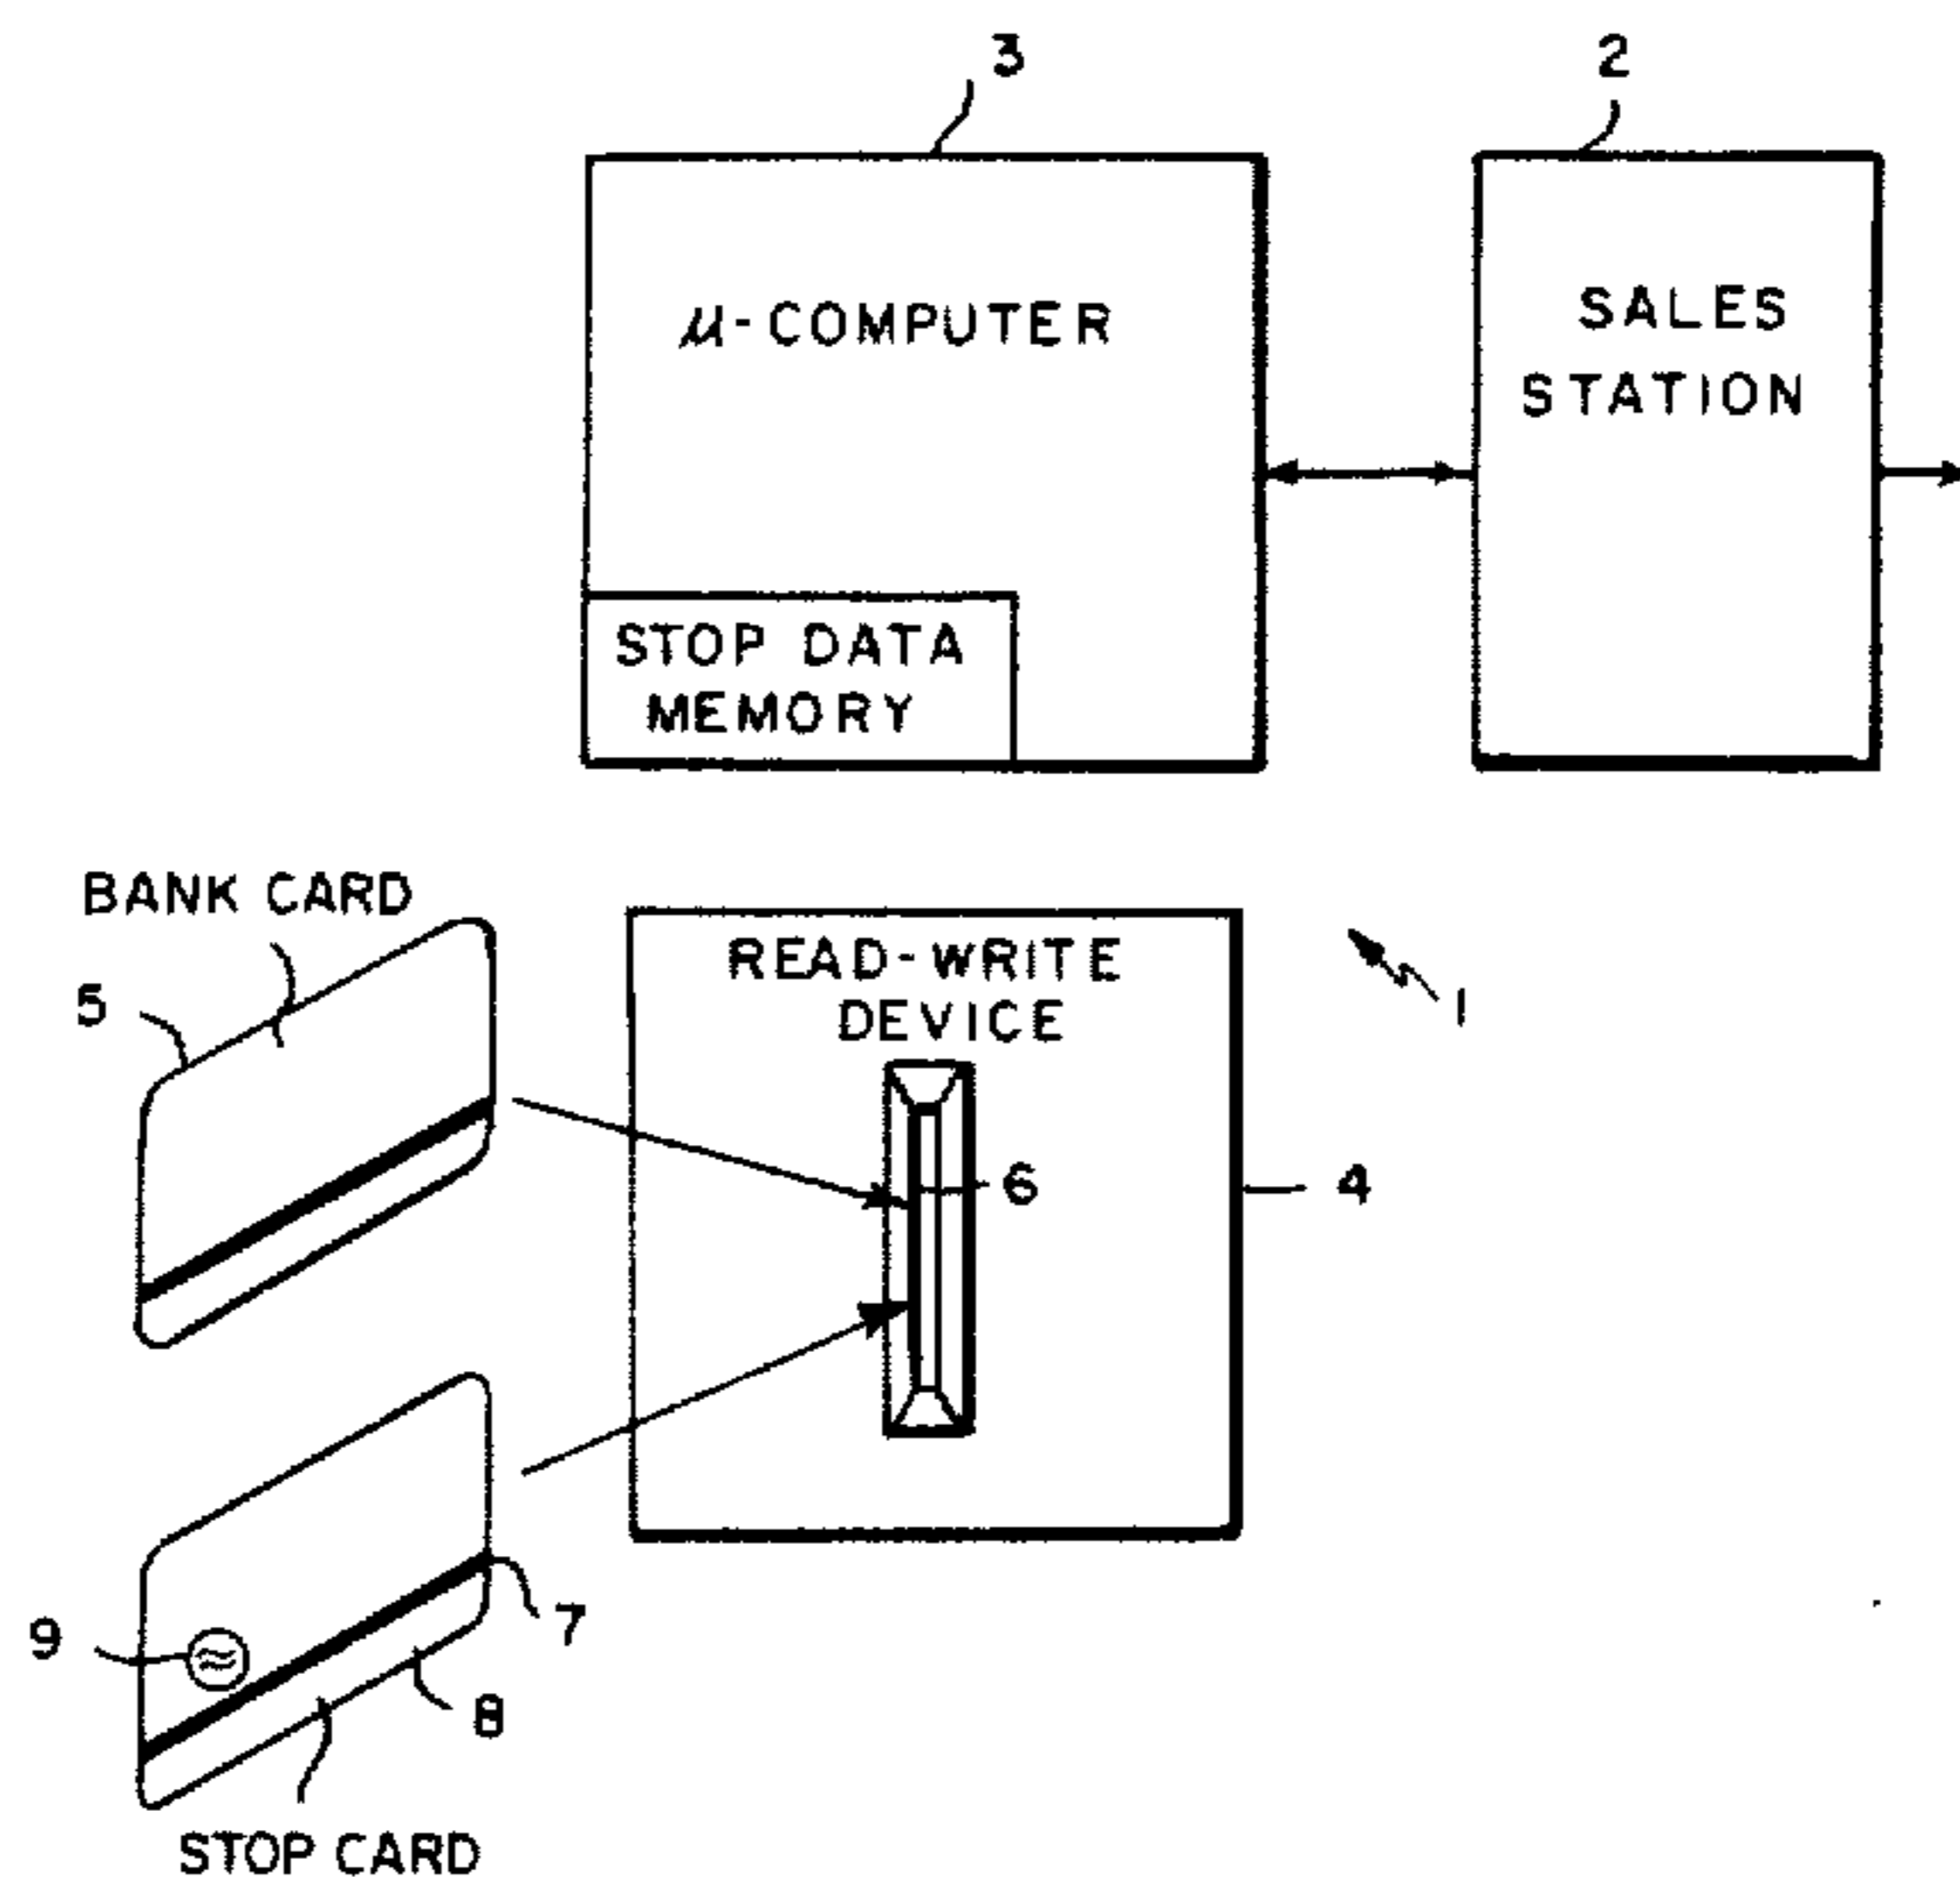 3
2
μ-COMPUTER
SALES
STATION
STOP DATA
MEMORY
BANK CARD
READ-WRITE
DEVICE
5
1
6
4
7
9
8
STOP CARD